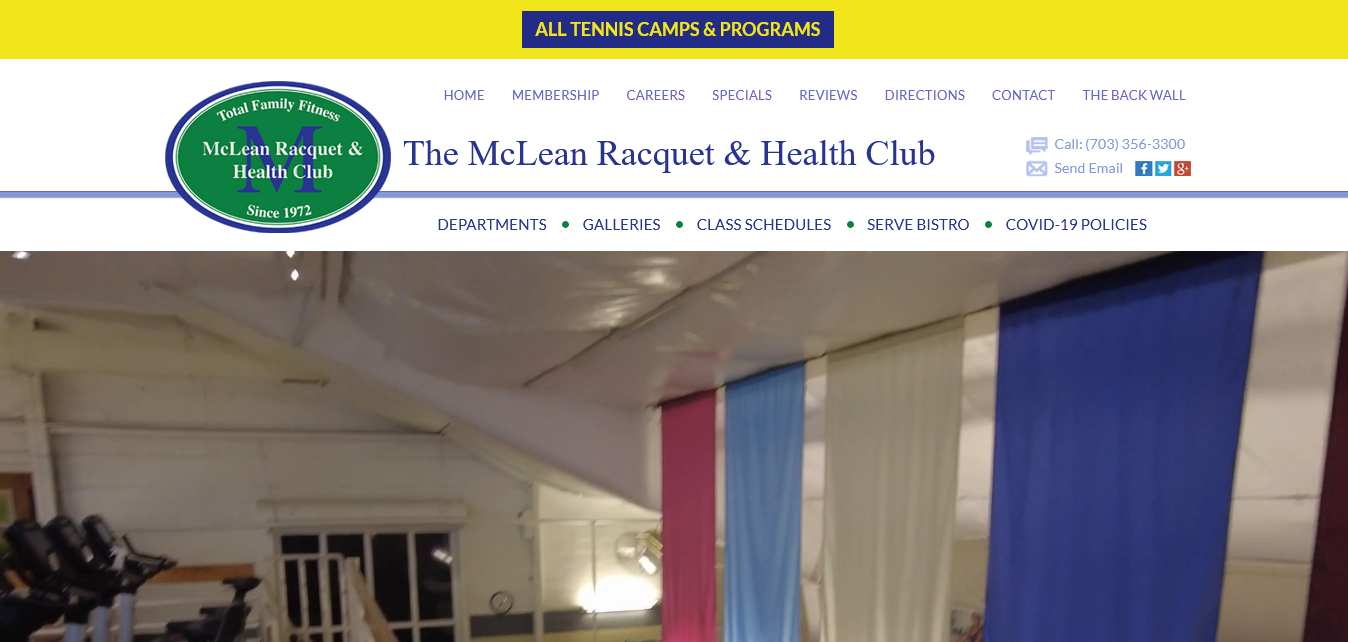 ALL TENNIS CAMPS & PROGRAMS
HOME MEMBERSHIP CAREERS SPECIALS REVIEWS DIRECTIONS CONTACT THE BACK WALL
Total Family Fitness
M
McLean Racquet &
Health Club
Since 1972
The McLean Racquet & Health Club
Call: (703) 356-3300
Send Email
DEPARTMENTS • GALLERIES • CLASS SCHEDULES • SERVE BISTRO • COVID-19 POLICIES